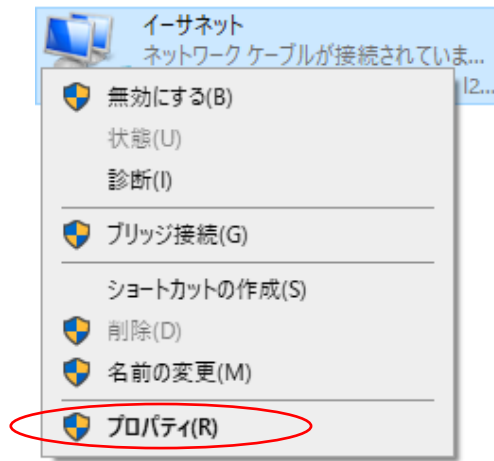 イーサネット
ネットワーク ケーブルが接続されていま...
I2...
無効にする(B)
状態(U)
診断(I)
ブリッジ接続(G)
ショートカットの作成(S)
削除(D)
名前の変更(M)
プロパティ(R)